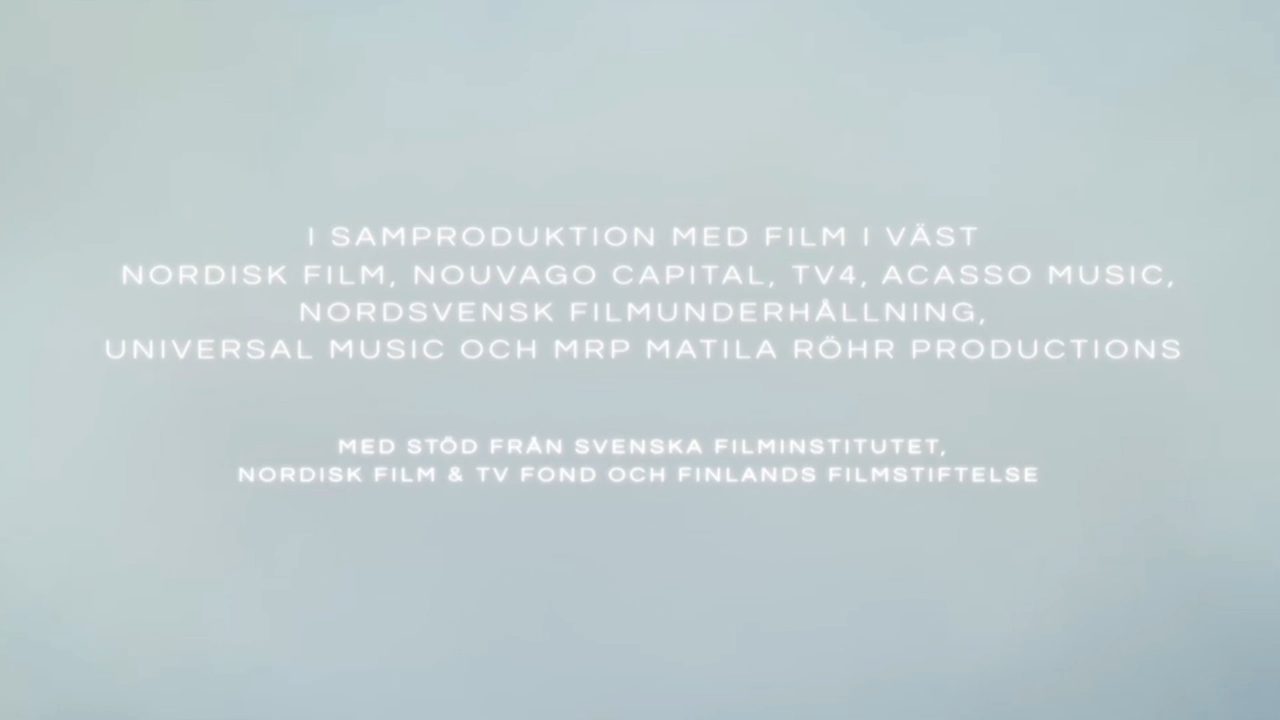 I SAMPRODUKTION MED FILM I VÄST
NORDISK FILM, NOUVAGO CAPITAL, TV4, ACASSO MUSIC,
NORDSVENSK FILMUNDERHÅLLNING,
UNIVERSAL MUSIC OCH MRP MATILA RÖHR PRODUCTIONS
MED STÖD FRÅN SVENSKA FILMINSTITUTET,
NORDISK FILM & TV FOND OCH FINLANDS FILMSTIFTELSE